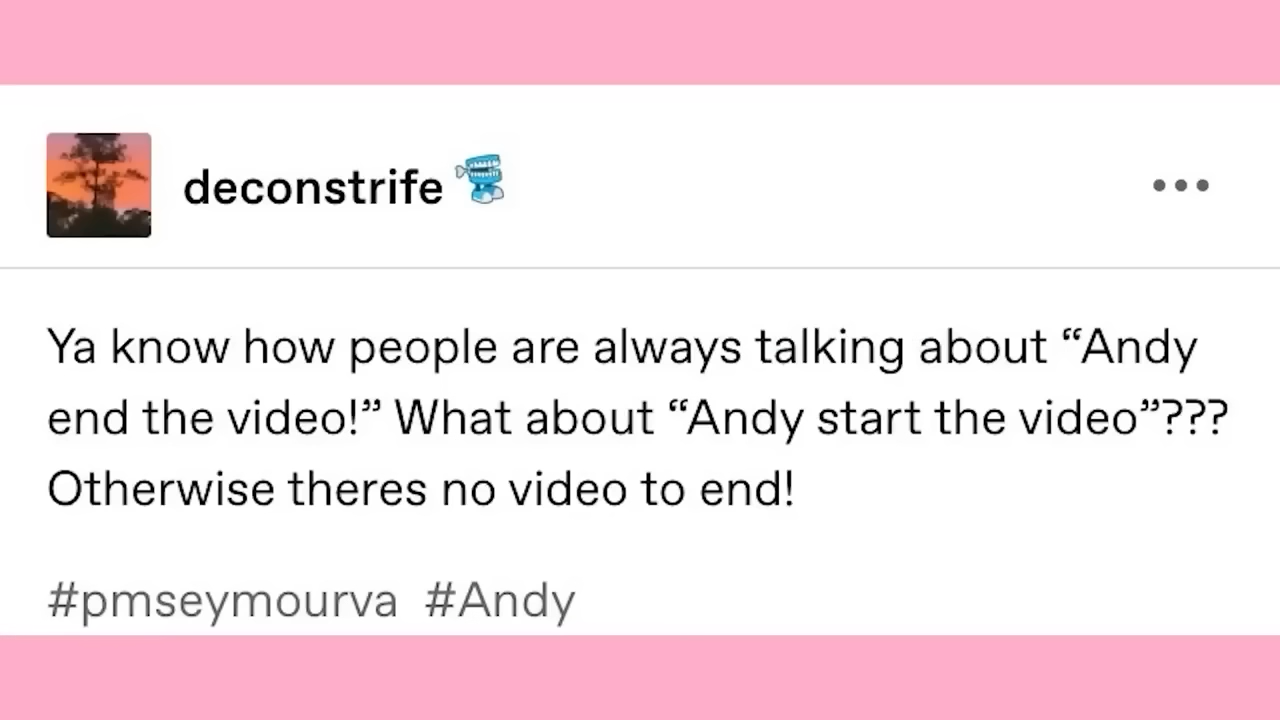 deconstrife
Ya know how people are always talking about “Andy
end the video!” What about “Andy start the video”???
Otherwise theres no video to end!
#pmseymourva #Andy